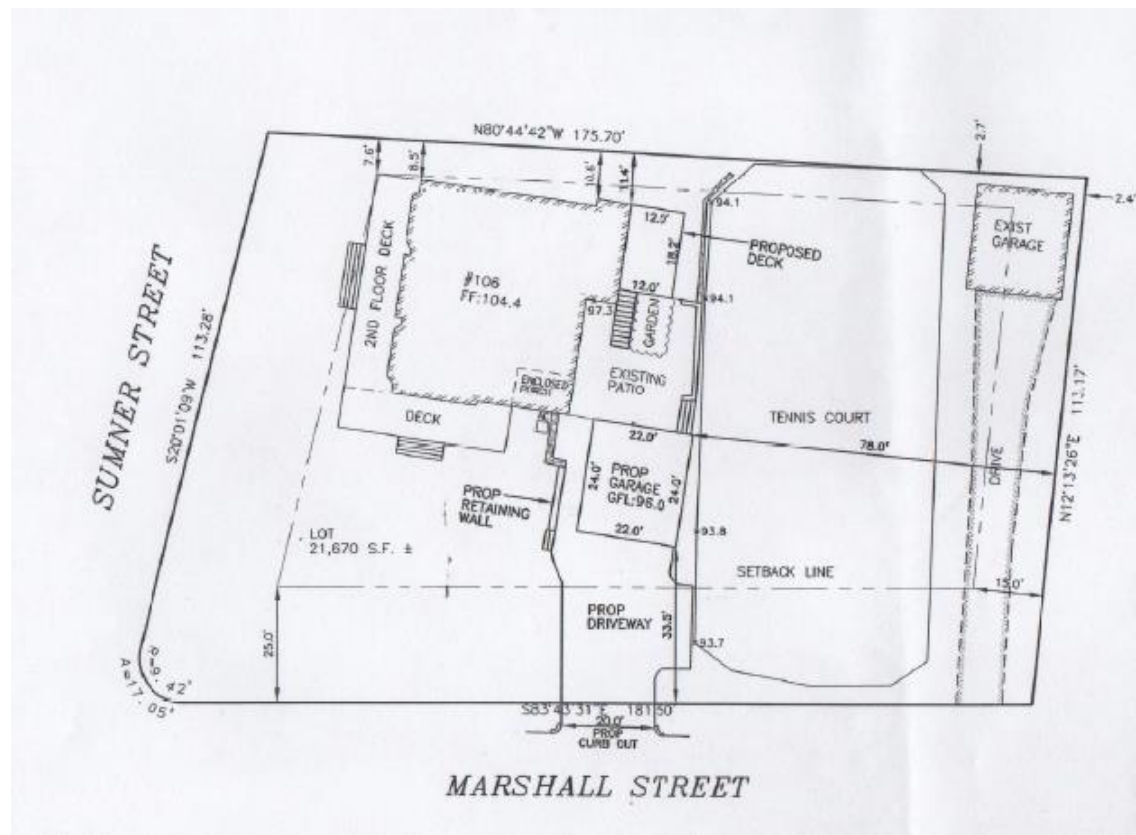 N80°44'42"W 175.70'
2.7'
7.6'
8.5'
10.6'
11.4'
2.4'
94.1
12.0'
EXIST
GARAGE
PROPOSED
DECK
18.2'
2ND FLOOR DECK
#106
FF:104.4
12.0'
94.1
97.3
GARDEN
SUMNER STREET
S20°01'09"W 113.28'
EXISTING
PATIO
ENCLOSED
DECK
TENNIS COURT
22.0'
78.0'
N12°13'26"E 113.17'
DRIVE
24.0'
PROP
GARAGE
GFL:96.0
24.0'
PROP
RETAINING
WALL
22.0'
93.8
LOT
21,670 S.F. ±
SETBACK LINE
15.0'
25.0'
PROP
DRIVEWAY
33.5'
93.7
R=9.42'
A=17.05'
S83°43'31"E 181.50'
20.0'
PROP
CURB CUT
MARSHALL STREET